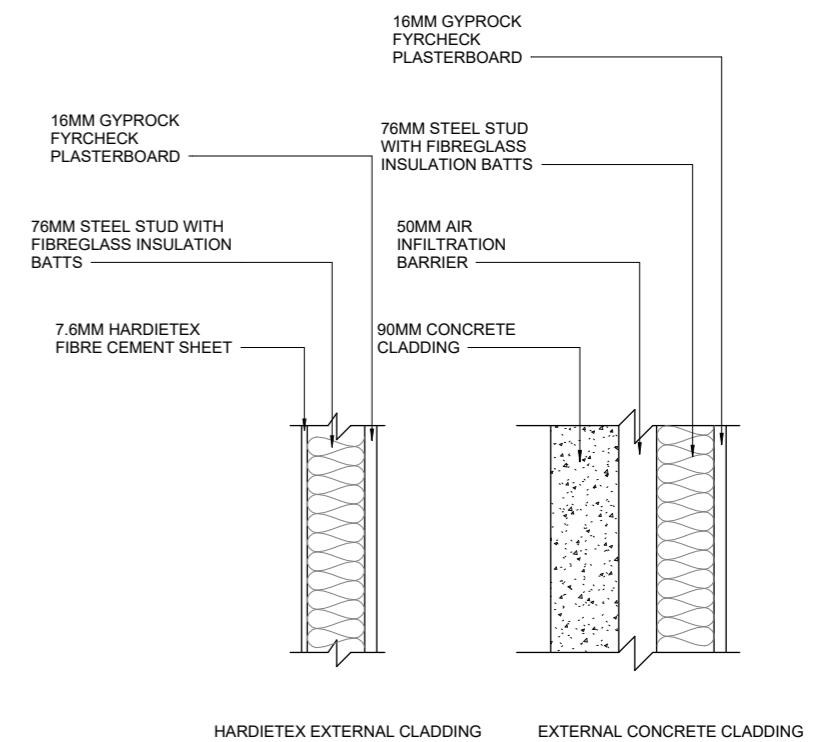 16MM GYPROCK
FYRCHECK
PLASTERBOARD
16MM GYPROCK
FYRCHECK
PLASTERBOARD
76MM STEEL STUD
WITH FIBREGLASS
INSULATION BATTS
76MM STEEL STUD WITH
FIBREGLASS INSULATION
BATTS
50MM AIR
INFILTRATION
BARRIER
7.6MM HARDIETEX
FIBRE CEMENT SHEET
90MM CONCRETE
CLADDING
HARDIETEX EXTERNAL CLADDING
EXTERNAL CONCRETE CLADDING